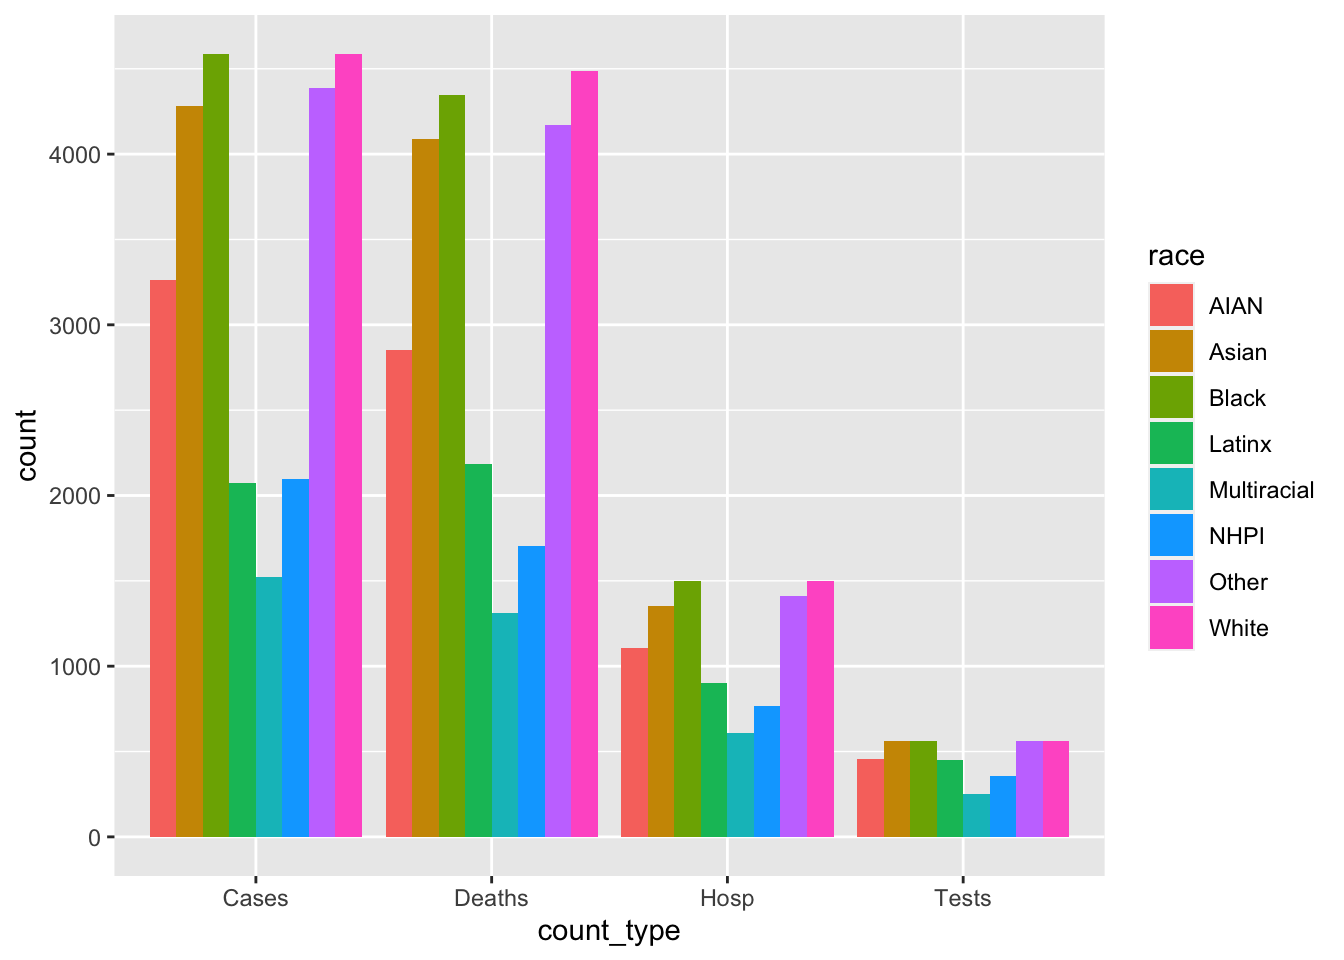 count
4000
3000
2000
1000
0
Cases Deaths Hosp Tests
count_type
race
AIAN
Asian
Black
Latinx
Multiracial
NHPI
Other
White